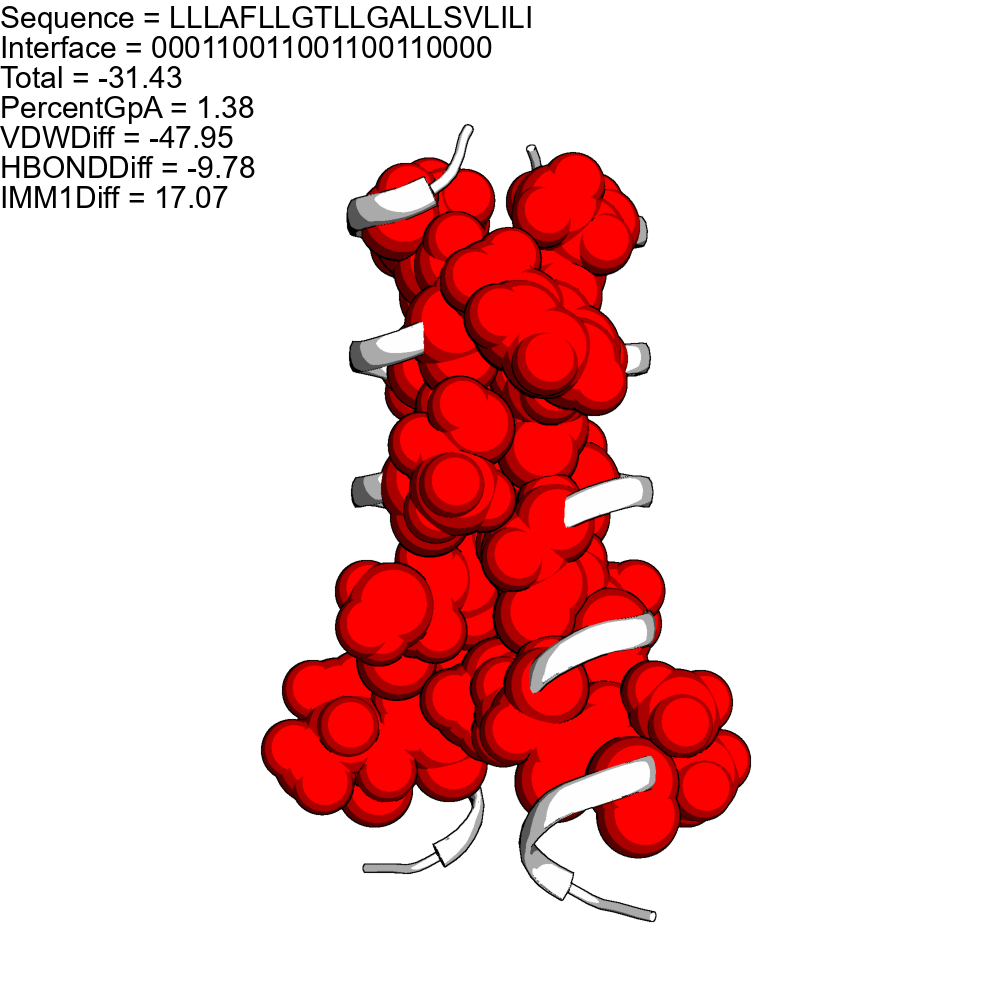 Sequence = LLLAFLLGTLLGALLSVLILI
Interface = 000110011001100110000
Total = -31.43
PercentGpA = 1.38
VDWDiff = -47.95
HBONDDiff = -9.78
IMM1Diff = 17.07